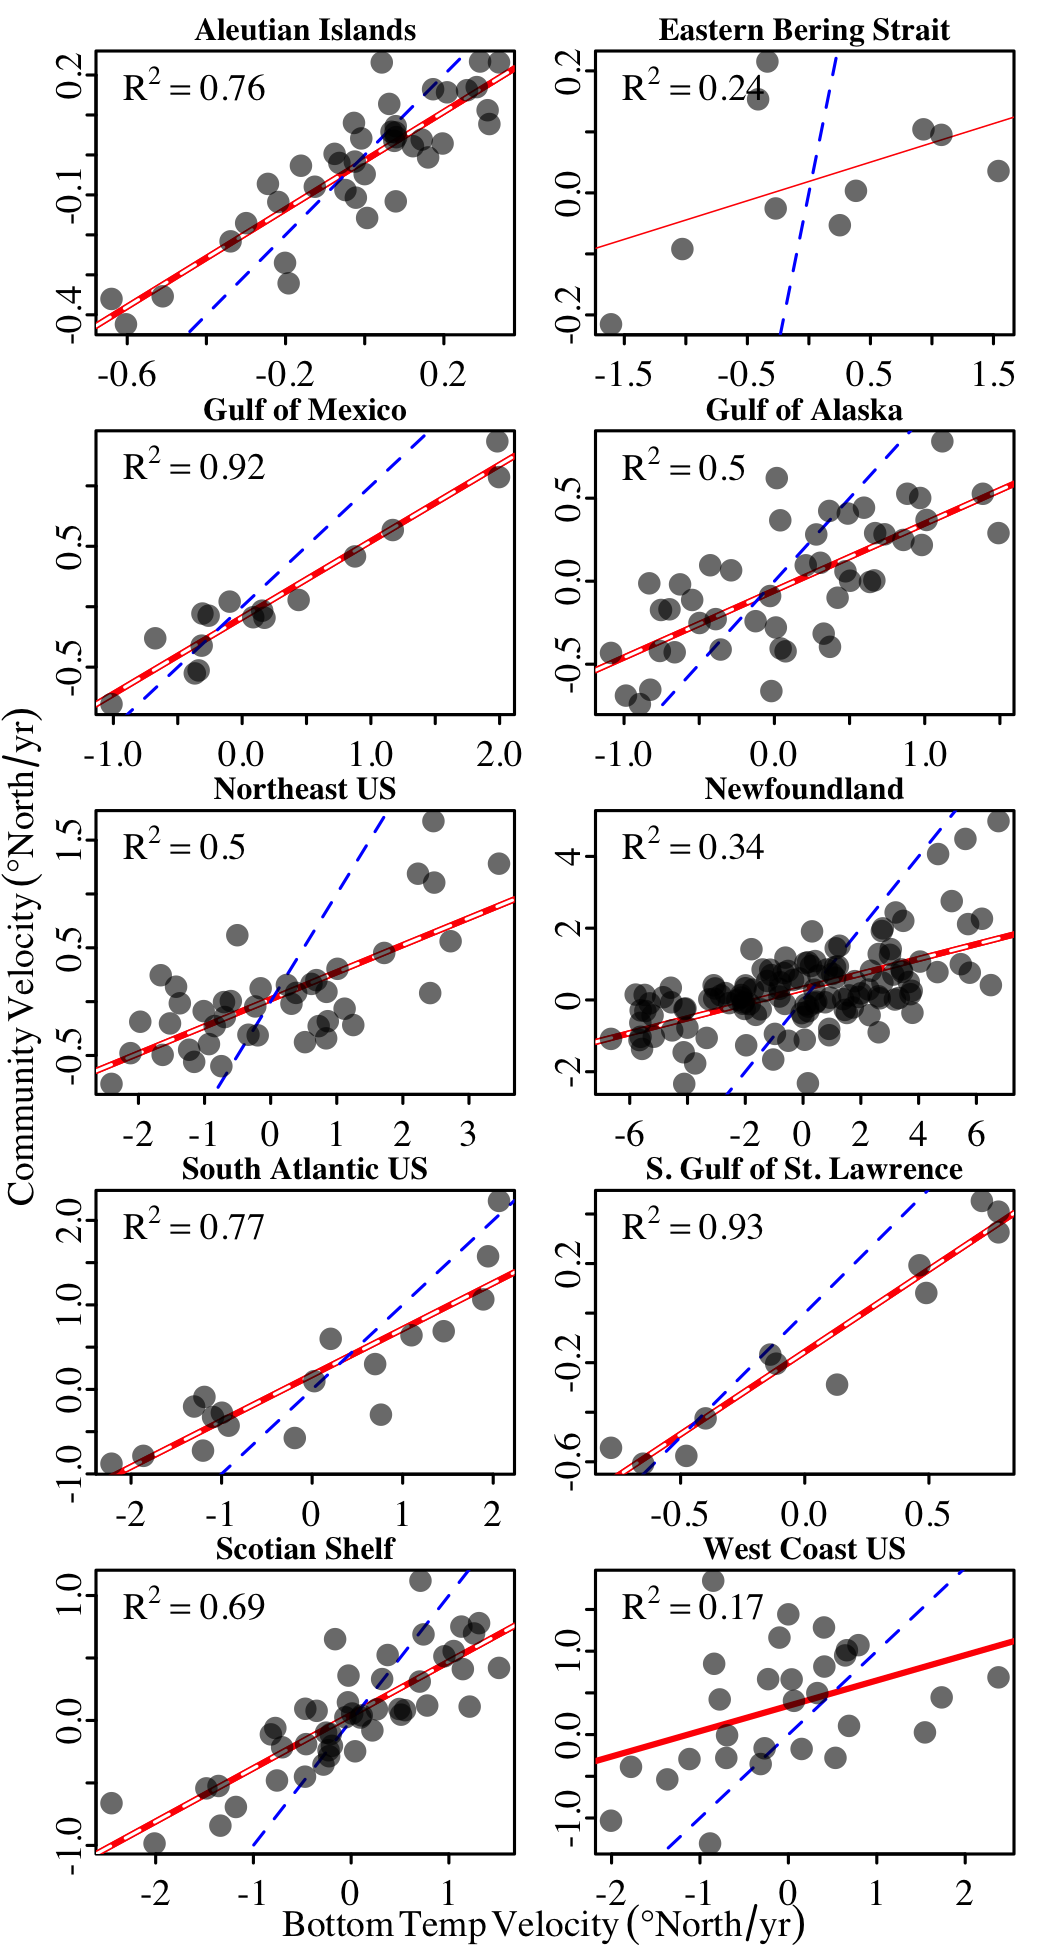 Aleutian Islands
R² = 0.76
0.2
-0.1
-0.4
-0.6 -0.2 0.2
Eastern Bering Strait
R² = 0.24
0.2
0.0
-0.2
-1.5 -0.5 0.5 1.5
Gulf of Mexico
R² = 0.92
0.5
-0.5
-1.0 0.0 1.0 2.0
Gulf of Alaska
R² = 0.5
0.5
0.0
-0.5
-1.0 0.0 1.0
Northeast US
R² = 0.5
1.5
0.5
-0.5
-2 -1 0 1 2 3
Newfoundland
R² = 0.34
4
2
0
-2
-6 -2 0 2 4 6
South Atlantic US
R² = 0.77
2.0
1.0
0.0
-1.0
-2 -1 0 1 2
S. Gulf of St. Lawrence
R² = 0.93
0.2
-0.2
-0.6
-0.5 0.0 0.5
Scotian Shelf
R² = 0.69
1.0
0.0
-1.0
-2 -1 0 1
West Coast US
R² = 0.17
1.0
0.0
-1.0
-2 -1 0 1 2
Community Velocity (°North/yr)
Bottom Temp Velocity (°North/yr)